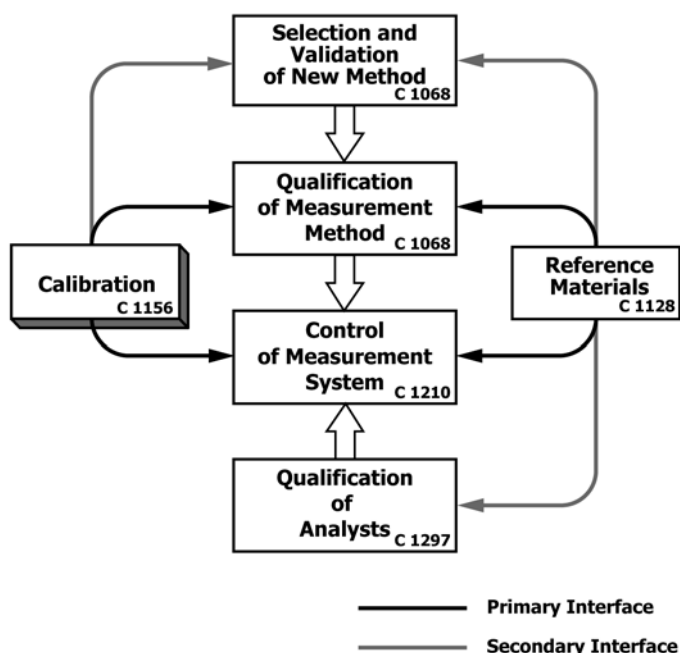 Selection and
Validation
of New Method
C 1068
Qualification
of Measurement
Method
C 1068
Calibration
C 1156
Reference
Materials
C 1128
Control
of Measurement
System
C 1210
Qualification
of
Analysts
C 1297
Primary Interface
Secondary Interface